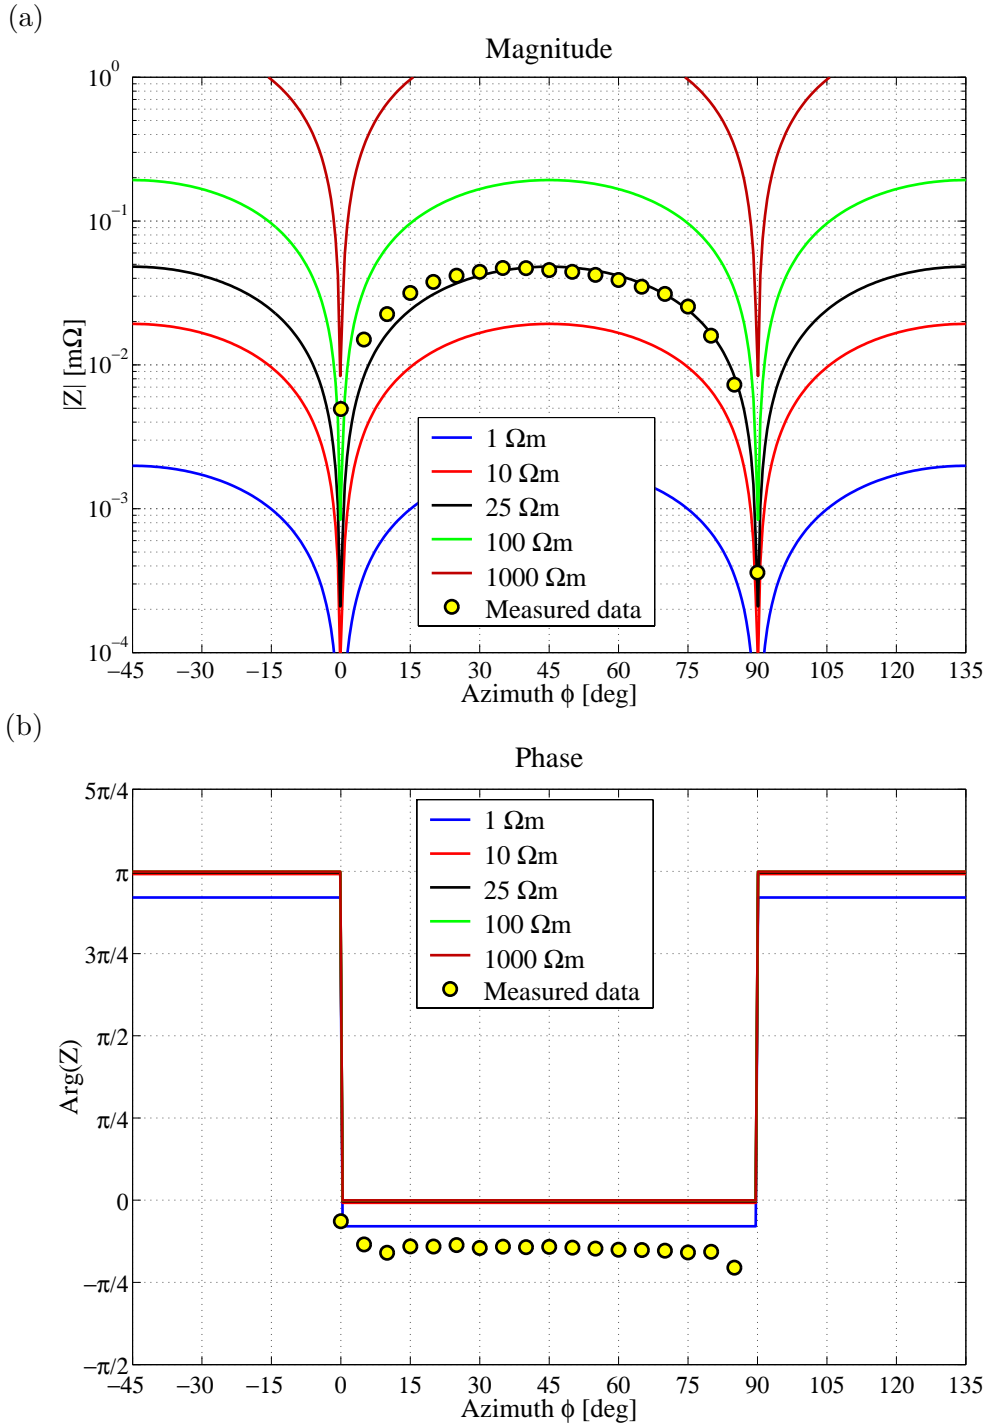 (a)
Magnitude
10⁰
10⁻¹
10⁻²
10⁻³
10⁻⁴
|Z| [mΩ]
1 Ωm
10 Ωm
25 Ωm
100 Ωm
1000 Ωm
Measured data
−45 −30 −15 0 15 30 45 60 75 90 105 120 135
Azimuth ϕ [deg]
(b)
Phase
5π/4
π
3π/4
π/2
π/4
0
−π/4
−π/2
Arg(Z)
1 Ωm
10 Ωm
25 Ωm
100 Ωm
1000 Ωm
Measured data
−45 −30 −15 0 15 30 45 60 75 90 105 120 135
Azimuth ϕ [deg]